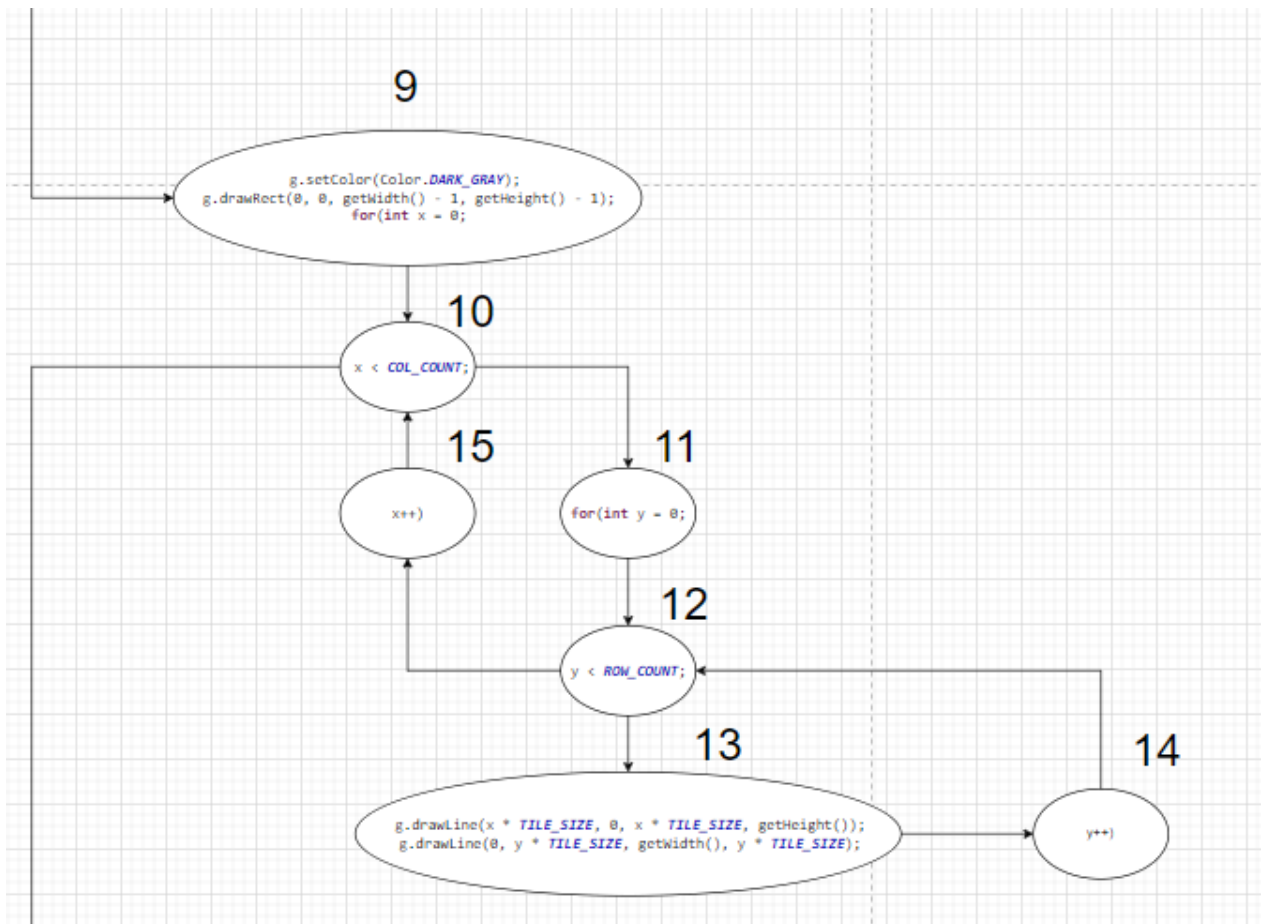 9
g.setColor(Color.DARK_GRAY);
g.drawRect(0, 0, getWidth() - 1, getHeight() - 1);
for(int x = 0;
10
x < COL_COUNT;
15
11
x++)
for(int y = 0;
12
y < ROW_COUNT;
13
14
g.drawLine(x * TILE_SIZE, 0, x * TILE_SIZE, getHeight());
g.drawLine(0, y * TILE_SIZE, getWidth(), y * TILE_SIZE);
y++)